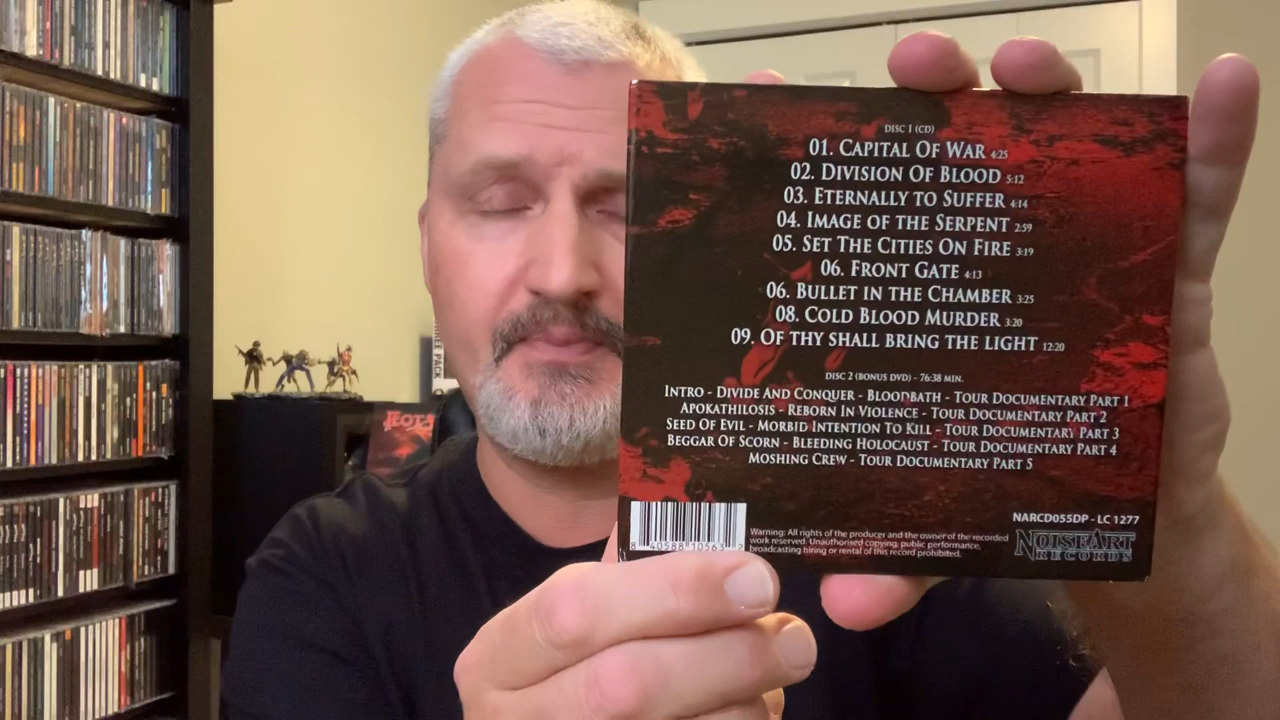 DISC 1 (CD)
01. CAPITAL OF WAR 4:25
02. DIVISION OF BLOOD 5:12
03. ETERNALLY TO SUFFER 4:14
04. IMAGE OF THE SERPENT 2:59
05. SET THE CITIES ON FIRE 3:19
06. FRONT GATE 4:13
06. BULLET IN THE CHAMBER 3:25
08. COLD BLOOD MURDER 3:20
09. OF THY SHALL BRING THE LIGHT 12:20
DISC 2 (BONUS DVD) - 76:38 MIN.
INTRO - DIVIDE AND CONQUER - BLOODBATH - TOUR DOCUMENTARY PART 1
APOKATHILOSIS - REBORN IN VIOLENCE - TOUR DOCUMENTARY PART 2
SEED OF EVIL - MORBID INTENTION TO KILL - TOUR DOCUMENTARY PART 3
BEGGAR OF SCORN - BLEEDING HOLOCAUST - TOUR DOCUMENTARY PART 4
MOSHING CREW - TOUR DOCUMENTARY PART 5
8 40588 10563 2
Warning: All rights of the producer and the owner of the recorded
work reserved. Unauthorised copying, public performance,
broadcasting hiring or rental of this record prohibited.
NARCD055DP - LC 1277
NOISEART
RECORDS